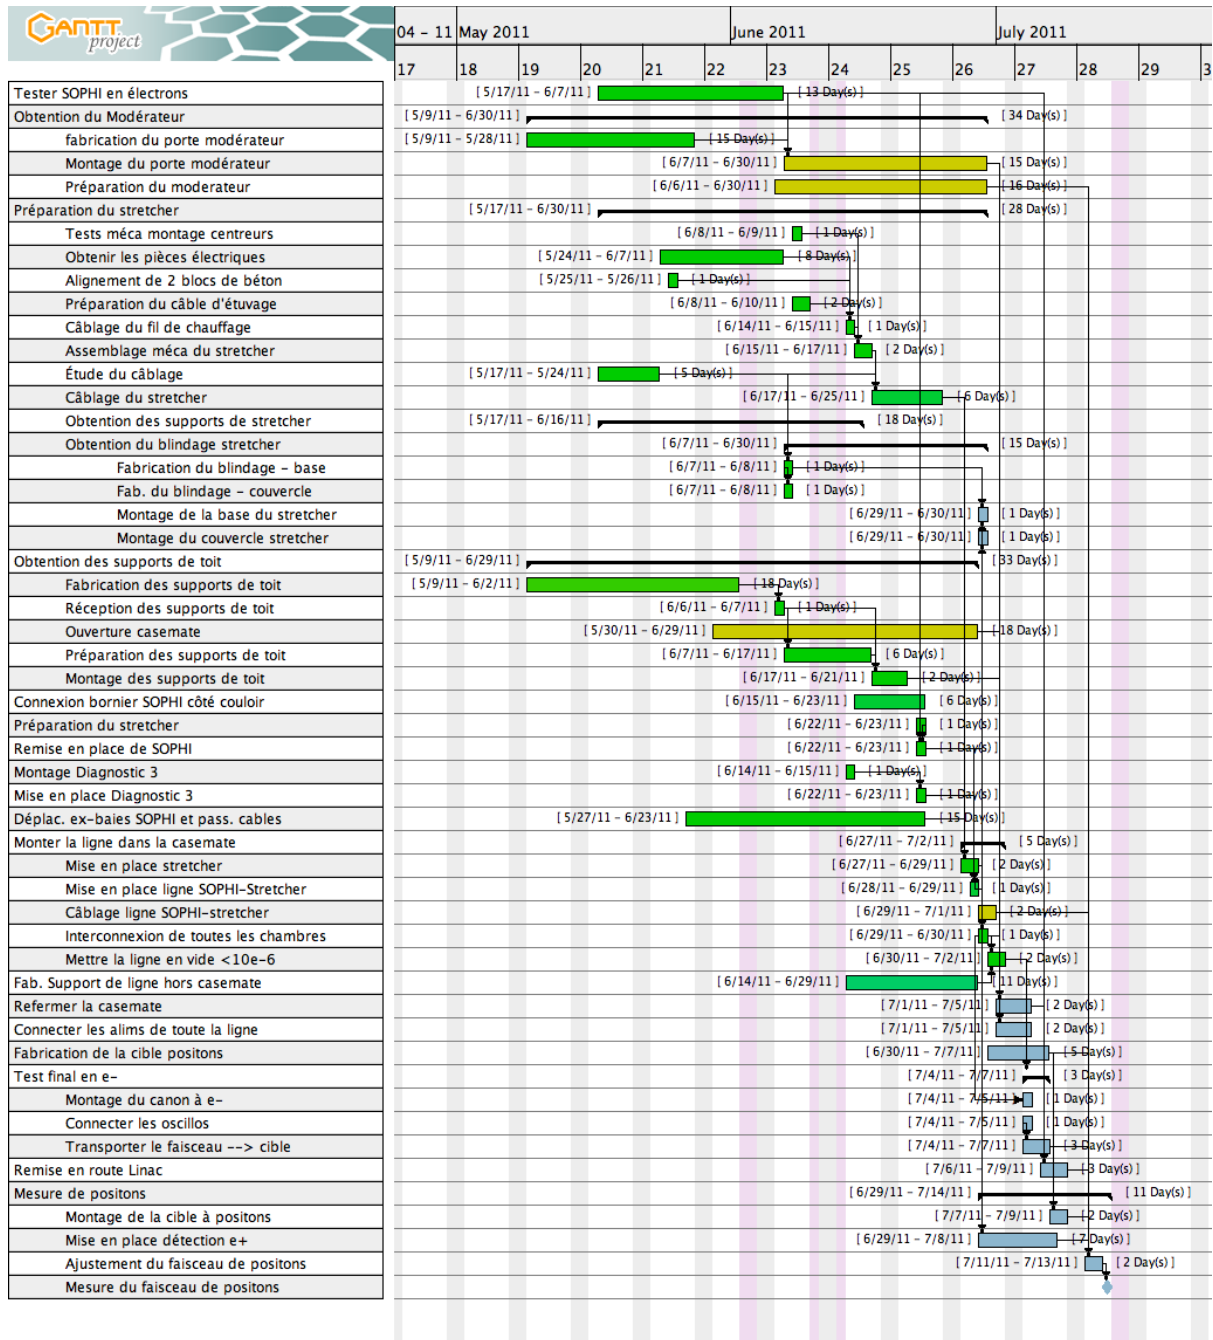 GANTT
project
04 – 11 May 2011 June 2011 July 2011
17 18 19 20 21 22 23 24 25 26 27 28 29 3
Tester SOPHI en électrons [ 5/17/11 – 6/7/11 ] [ 13 Day(s) ]
Obtention du Modérateur [ 5/9/11 – 6/30/11 ] [ 34 Day(s) ]
fabrication du porte modérateur [ 5/9/11 – 5/28/11 ] [ 15 Day(s) ]
Montage du porte modérateur [ 6/7/11 – 6/30/11 ] [ 15 Day(s) ]
Préparation du moderateur [ 6/6/11 – 6/30/11 ] [ 16 Day(s) ]
Préparation du stretcher [ 5/17/11 – 6/30/11 ] [ 28 Day(s) ]
Tests méca montage centreurs [ 6/8/11 – 6/9/11 ] [ 1 Day(s) ]
Obtenir les pièces électriques [ 5/24/11 – 6/7/11 ] [ 8 Day(s) ]
Alignement de 2 blocs de béton [ 5/25/11 – 5/26/11 ] [ 1 Day(s) ]
Préparation du câble d'étuvage [ 6/8/11 – 6/10/11 ] [ 2 Day(s) ]
Câblage du fil de chauffage [ 6/14/11 – 6/15/11 ] [ 1 Day(s) ]
Assemblage méca du stretcher [ 6/15/11 – 6/17/11 ] [ 2 Day(s) ]
Étude du câblage [ 5/17/11 – 5/24/11 ] [ 5 Day(s) ]
Câblage du stretcher [ 6/17/11 – 6/25/11 ] [ 6 Day(s) ]
Obtention des supports de stretcher [ 5/17/11 – 6/16/11 ] [ 18 Day(s) ]
Obtention du blindage stretcher [ 6/7/11 – 6/30/11 ] [ 15 Day(s) ]
Fabrication du blindage – base [ 6/7/11 – 6/8/11 ] [ 1 Day(s) ]
Fab. du blindage – couvercle [ 6/7/11 – 6/8/11 ] [ 1 Day(s) ]
Montage de la base du stretcher [ 6/29/11 – 6/30/11 ] [ 1 Day(s) ]
Montage du couvercle stretcher [ 6/29/11 – 6/30/11 ] [ 1 Day(s) ]
Obtention des supports de toit [ 5/9/11 – 6/29/11 ] [ 33 Day(s) ]
Fabrication des supports de toit [ 5/9/11 – 6/2/11 ] [ 18 Day(s) ]
Réception des supports de toit [ 6/6/11 – 6/7/11 ] [ 1 Day(s) ]
Ouverture casemate [ 5/30/11 – 6/29/11 ] [ 18 Day(s) ]
Préparation des supports de toit [ 6/7/11 – 6/17/11 ] [ 6 Day(s) ]
Montage des supports de toit [ 6/17/11 – 6/21/11 ] [ 2 Day(s) ]
Connexion bornier SOPHI côté couloir [ 6/15/11 – 6/23/11 ] [ 6 Day(s) ]
Préparation du stretcher [ 6/22/11 – 6/23/11 ] [ 1 Day(s) ]
Remise en place de SOPHI [ 6/22/11 – 6/23/11 ] [ 1 Day(s) ]
Montage Diagnostic 3 [ 6/14/11 – 6/15/11 ] [ 1 Day(s) ]
Mise en place Diagnostic 3 [ 6/22/11 – 6/23/11 ] [ 1 Day(s) ]
Déplac. ex-baies SOPHI et pass. cables [ 5/27/11 – 6/23/11 ] [ 15 Day(s) ]
Monter la ligne dans la casemate [ 6/27/11 – 7/2/11 ] [ 5 Day(s) ]
Mise en place stretcher [ 6/27/11 – 6/29/11 ] [ 2 Day(s) ]
Mise en place ligne SOPHI–Stretcher [ 6/28/11 – 6/29/11 ] [ 1 Day(s) ]
Câblage ligne SOPHI–stretcher [ 6/29/11 – 7/1/11 ] [ 2 Day(s) ]
Interconnexion de toutes les chambres [ 6/29/11 – 6/30/11 ] [ 1 Day(s) ]
Mettre la ligne en vide <10e-6 [ 6/30/11 – 7/2/11 ] [ 2 Day(s) ]
Fab. Support de ligne hors casemate [ 6/14/11 – 6/29/11 ] [ 11 Day(s) ]
Refermer la casemate [ 7/1/11 – 7/5/11 ] [ 2 Day(s) ]
Connecter les alims de toute la ligne [ 7/1/11 – 7/5/11 ] [ 2 Day(s) ]
Fabrication de la cible positons [ 6/30/11 – 7/7/11 ] [ 5 Day(s) ]
Test final en e– [ 7/4/11 – 7/7/11 ] [ 3 Day(s) ]
Montage du canon à e– [ 7/4/11 – 7/5/11 ] [ 1 Day(s) ]
Connecter les oscillos [ 7/4/11 – 7/5/11 ] [ 1 Day(s) ]
Transporter le faisceau --> cible [ 7/4/11 – 7/7/11 ] [ 3 Day(s) ]
Remise en route Linac [ 7/6/11 – 7/9/11 ] [ 3 Day(s) ]
Mesure de positons [ 6/29/11 – 7/14/11 ] [ 11 Day(s) ]
Montage de la cible à positons [ 7/7/11 – 7/9/11 ] [ 2 Day(s) ]
Mise en place détection e+ [ 6/29/11 – 7/8/11 ] [ 7 Day(s) ]
Ajustement du faisceau de positons [ 7/11/11 – 7/13/11 ] [ 2 Day(s) ]
Mesure du faisceau de positons